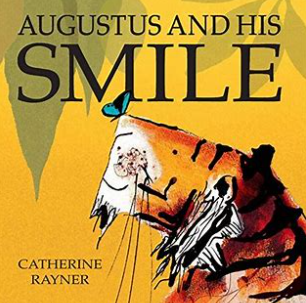 AUGUSTUS AND HIS
SMILE
CATHERINE
RAYNER